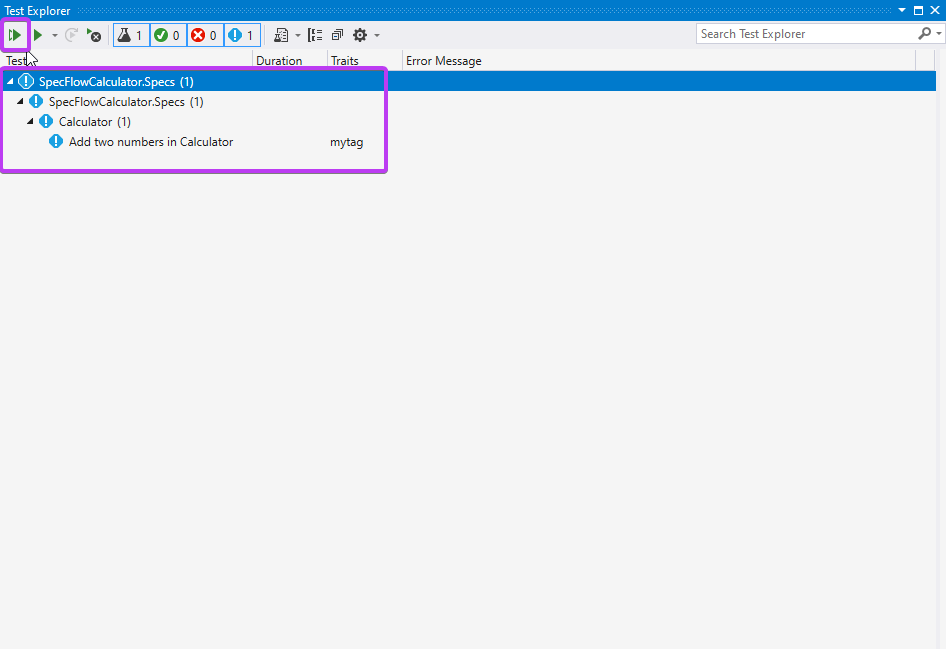 Test Explorer
1 0 0 1 Search Test Explorer
Test Duration Traits Error Message
SpecFlowCalculator.Specs (1)
SpecFlowCalculator.Specs (1)
Calculator (1)
Add two numbers in Calculator mytag